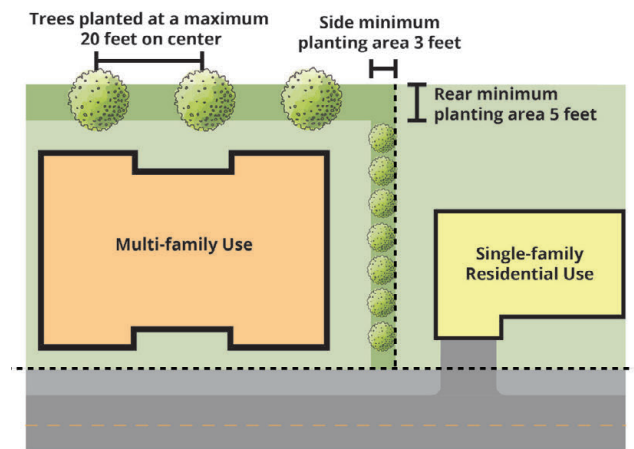 Trees planted at a maximum
20 feet on center
Side minimum
planting area 3 feet
Rear minimum
planting area 5 feet
Multi-family Use
Single-family
Residential Use